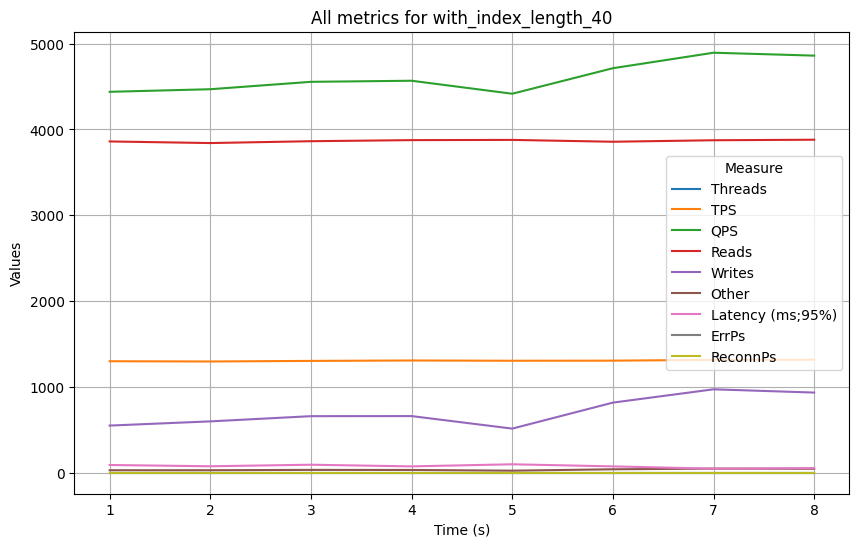 All metrics for with_index_length_40
Values
5000
4000
3000
2000
1000
0
Measure
Threads
TPS
QPS
Reads
Writes
Other
Latency (ms;95%)
ErrPs
ReconnPs
1 2 3 4 5 6 7 8
Time (s)